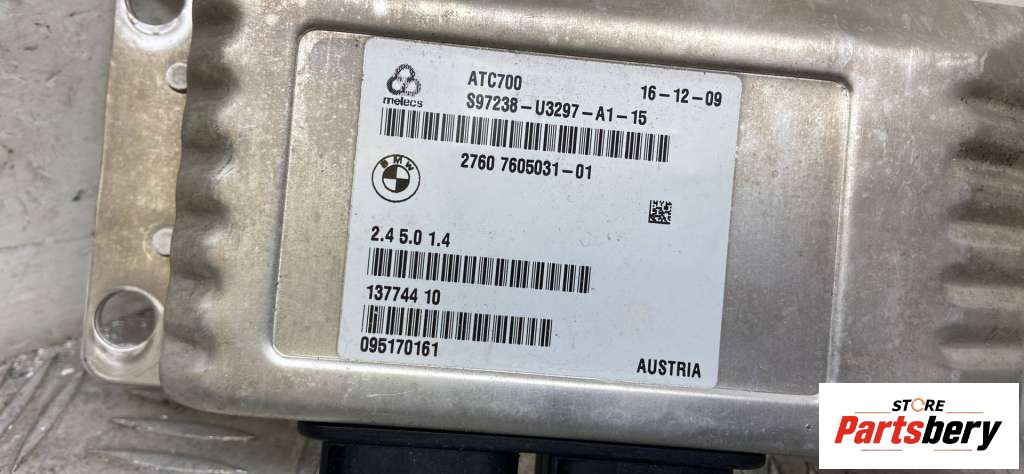 ATC700 16-12-09
melecs S97238-U3297-A1-15
BMW 2760 7605031-01
2.4 5.0 1.4
137744 10
095170161
AUSTRIA
STORE
Partsbery